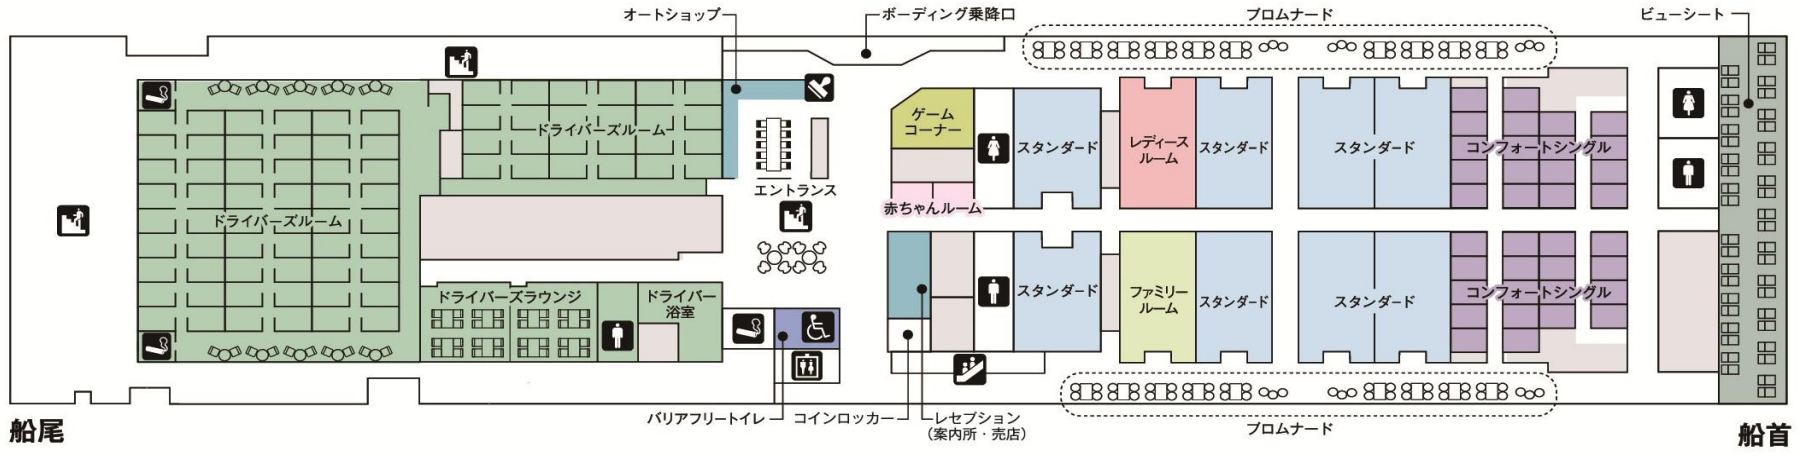 オートショップ
ボーディング乗降口
プロムナード
ビューシート
ドライバーズルーム
ゲーム
コーナー
スタンダード
レディース
ルーム
スタンダード
スタンダード
コンフォートシングル
エントランス
赤ちゃんルーム
ドライバーズルーム
ドライバーズラウンジ
ドライバー
浴室
スタンダード
ファミリー
ルーム
スタンダード
スタンダード
コンフォートシングル
バリアフリートイレ
コインロッカー
レセプション
(案内所・売店)
プロムナード
船尾
船首